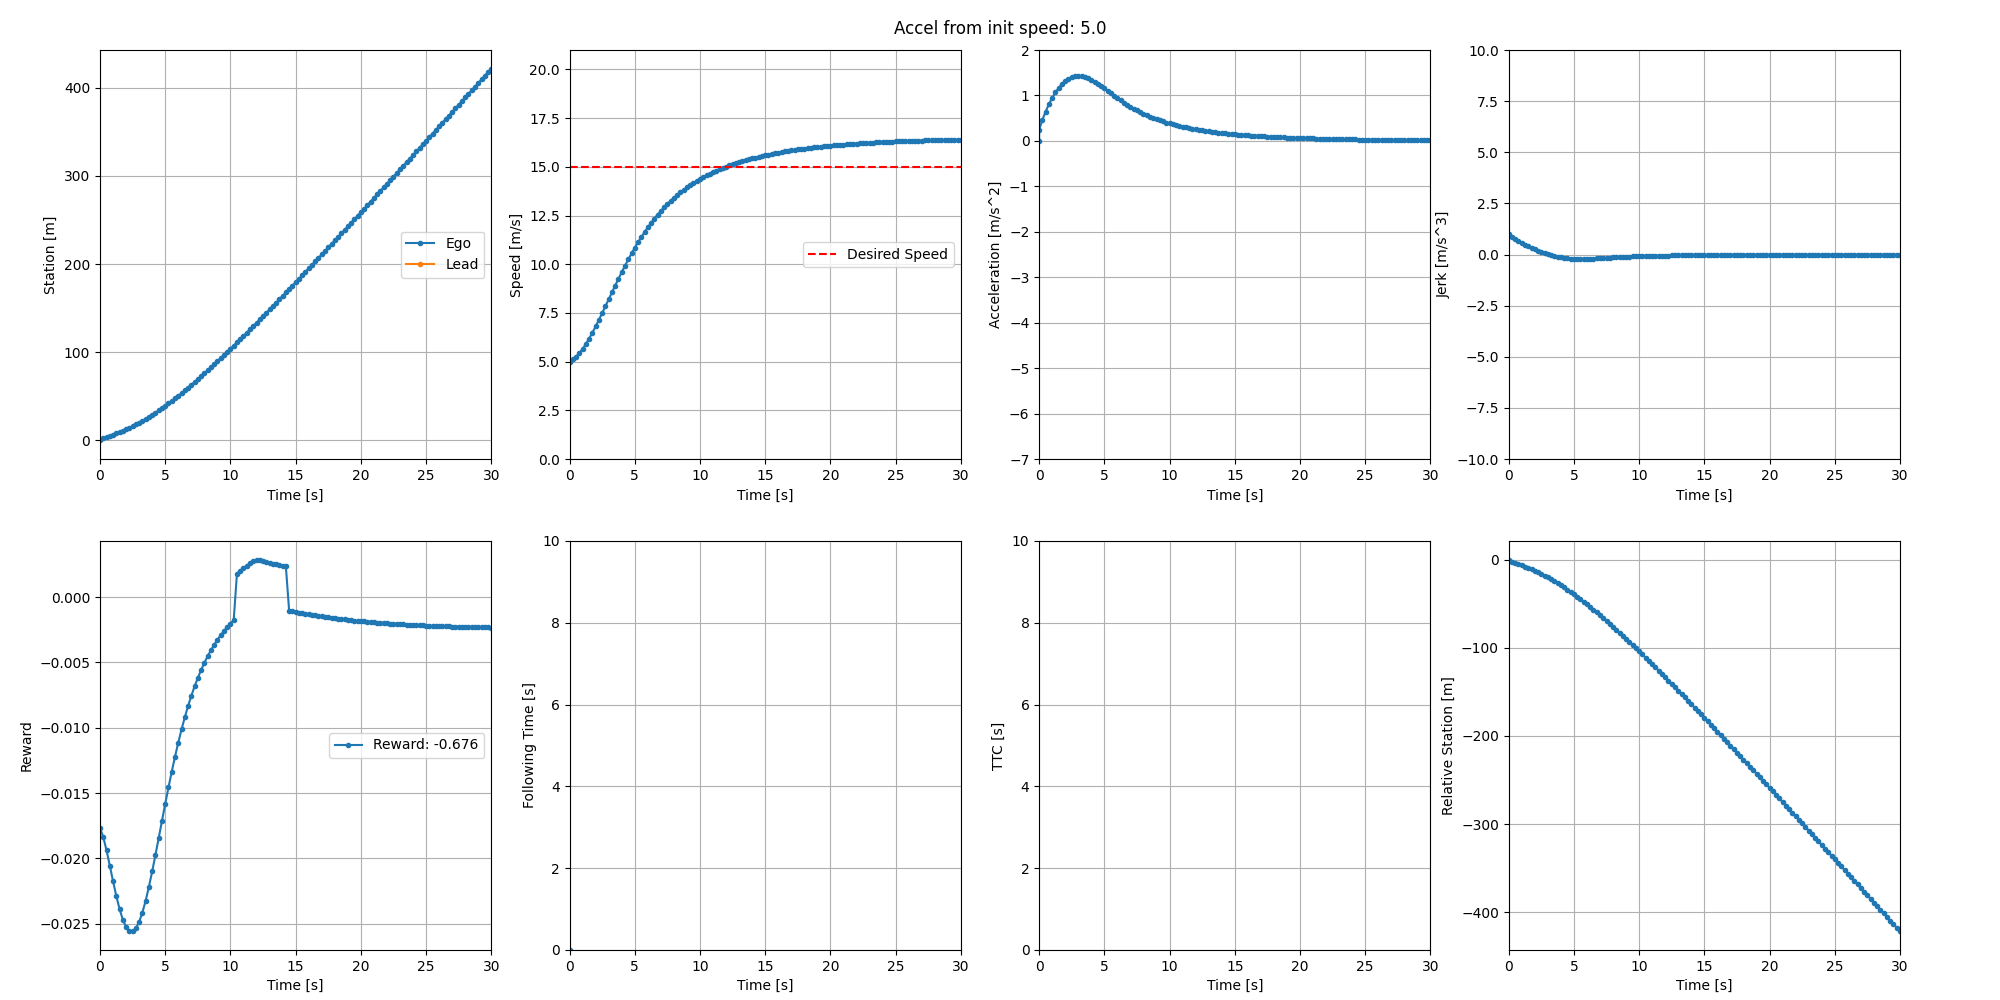 Accel from init speed: 5.0
Station [m]
400
300
200
100
0
0 5 10 15 20 25 30
Time [s]
Ego
Lead
Speed [m/s]
20.0
17.5
15.0
12.5
10.0
7.5
5.0
2.5
0.0
0 5 10 15 20 25 30
Time [s]
Desired Speed
Acceleration [m/s^2]
2
1
0
−1
−2
−3
−4
−5
−6
−7
0 5 10 15 20 25 30
Time [s]
Jerk [m/s^3]
10.0
7.5
5.0
2.5
0.0
−2.5
−5.0
−7.5
−10.0
0 5 10 15 20 25 30
Time [s]
Reward
0.000
−0.005
−0.010
−0.015
−0.020
−0.025
0 5 10 15 20 25 30
Time [s]
Reward: -0.676
Following Time [s]
10
8
6
4
2
0
0 5 10 15 20 25 30
Time [s]
TTC [s]
10
8
6
4
2
0
0 5 10 15 20 25 30
Time [s]
Relative Station [m]
0
−100
−200
−300
−400
0 5 10 15 20 25 30
Time [s]